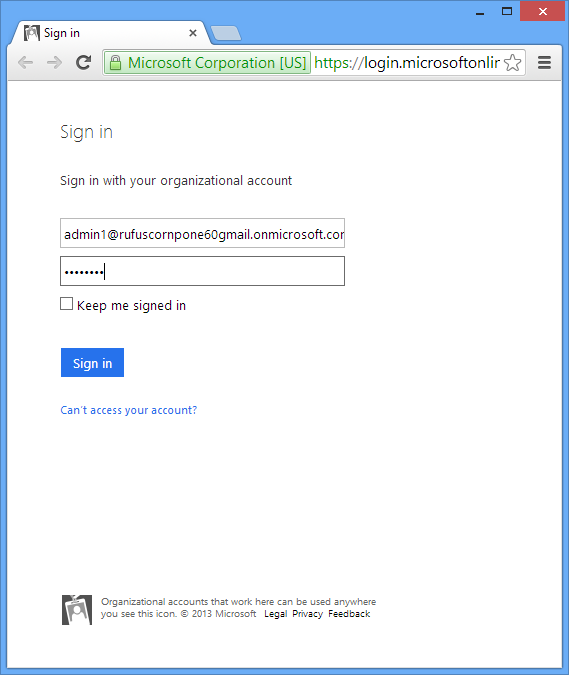 Sign in
Microsoft Corporation [US] https://login.microsoftonlin
Sign in
Sign in with your organizational account
admin1@rufuscornpone60gmail.onmicrosoft.com
••••••••
Keep me signed in
Sign in
Can't access your account?
Organizational accounts that work here can be used anywhere
you see this icon. © 2013 Microsoft Legal Privacy Feedback